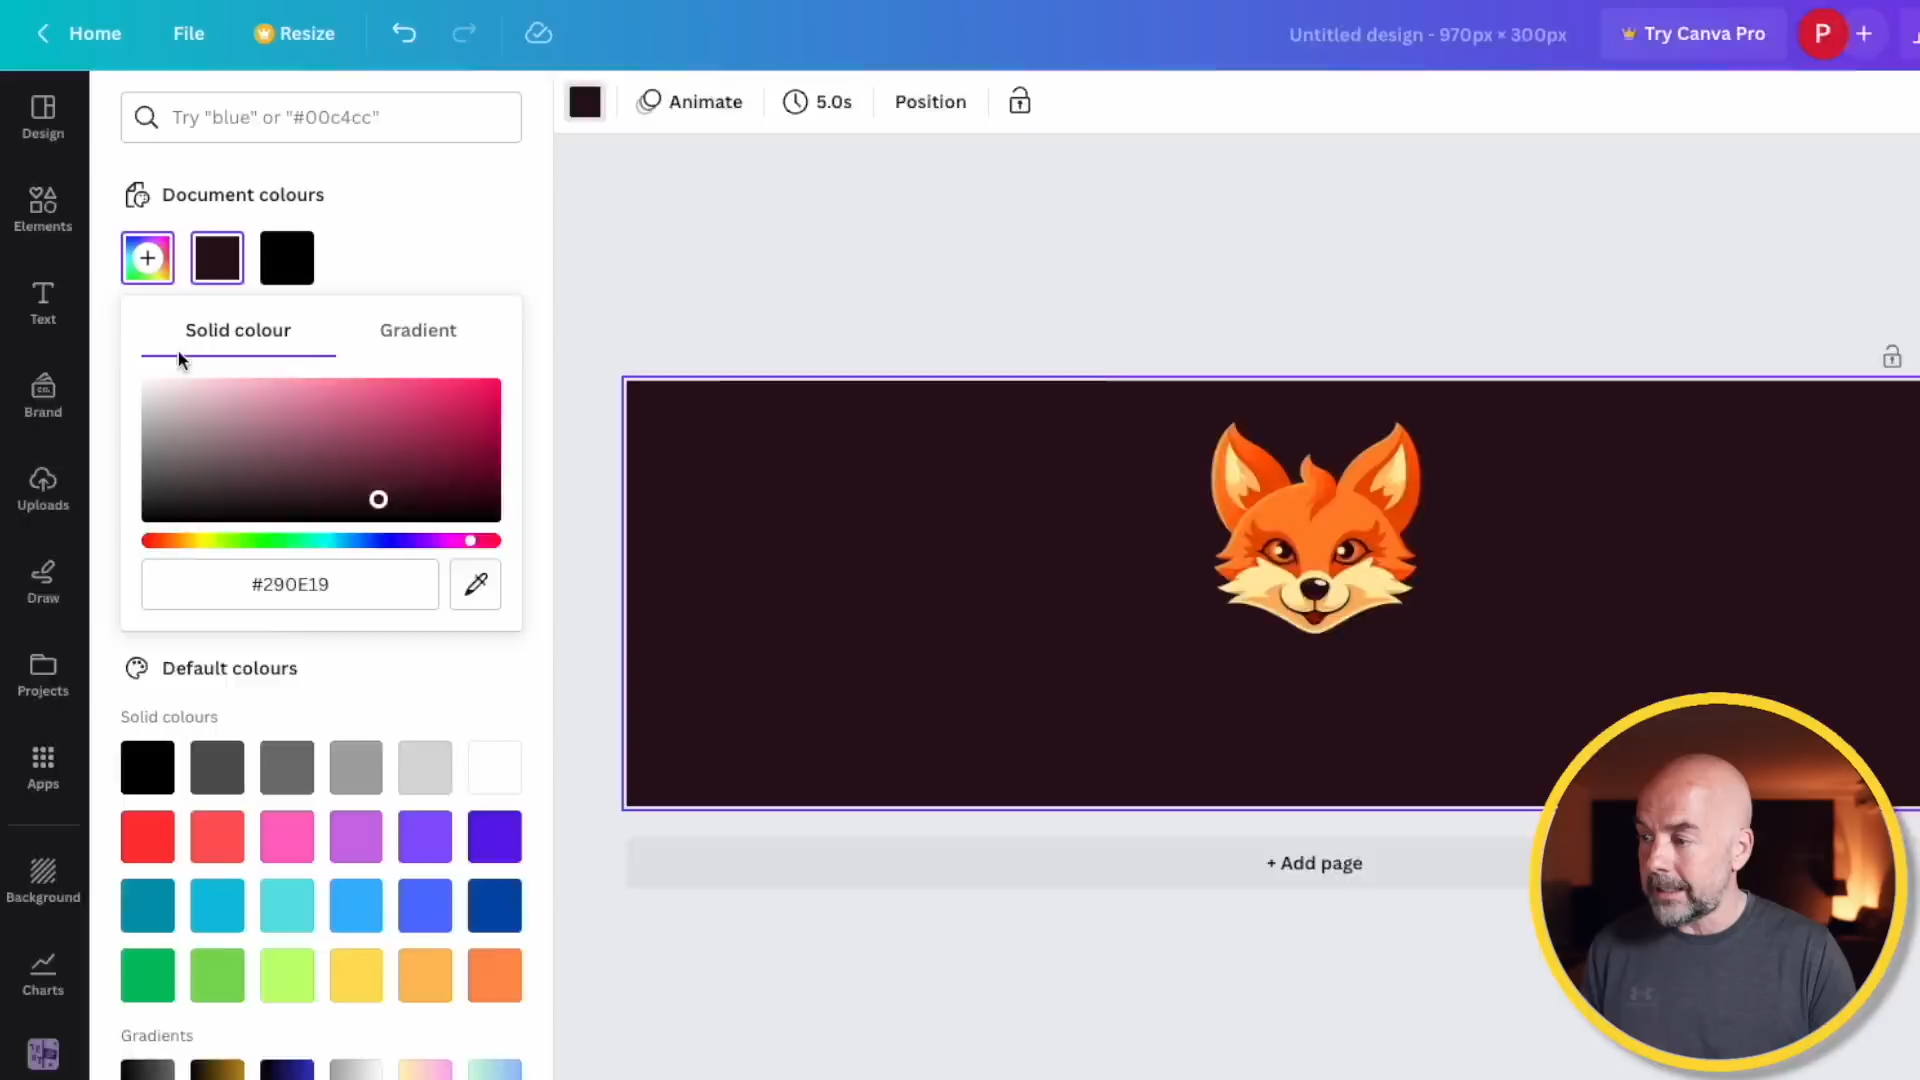 Home
File
Resize
Untitled design - 970px × 300px
Try Canva Pro
P
Design
Elements
Text
Brand
Uploads
Draw
Projects
Apps
Background
Charts
Try "blue" or "#00c4cc"
Document colours
Solid colour
Gradient
#290E19
Default colours
Solid colours
Gradients
Animate
5.0s
Position
+ Add page